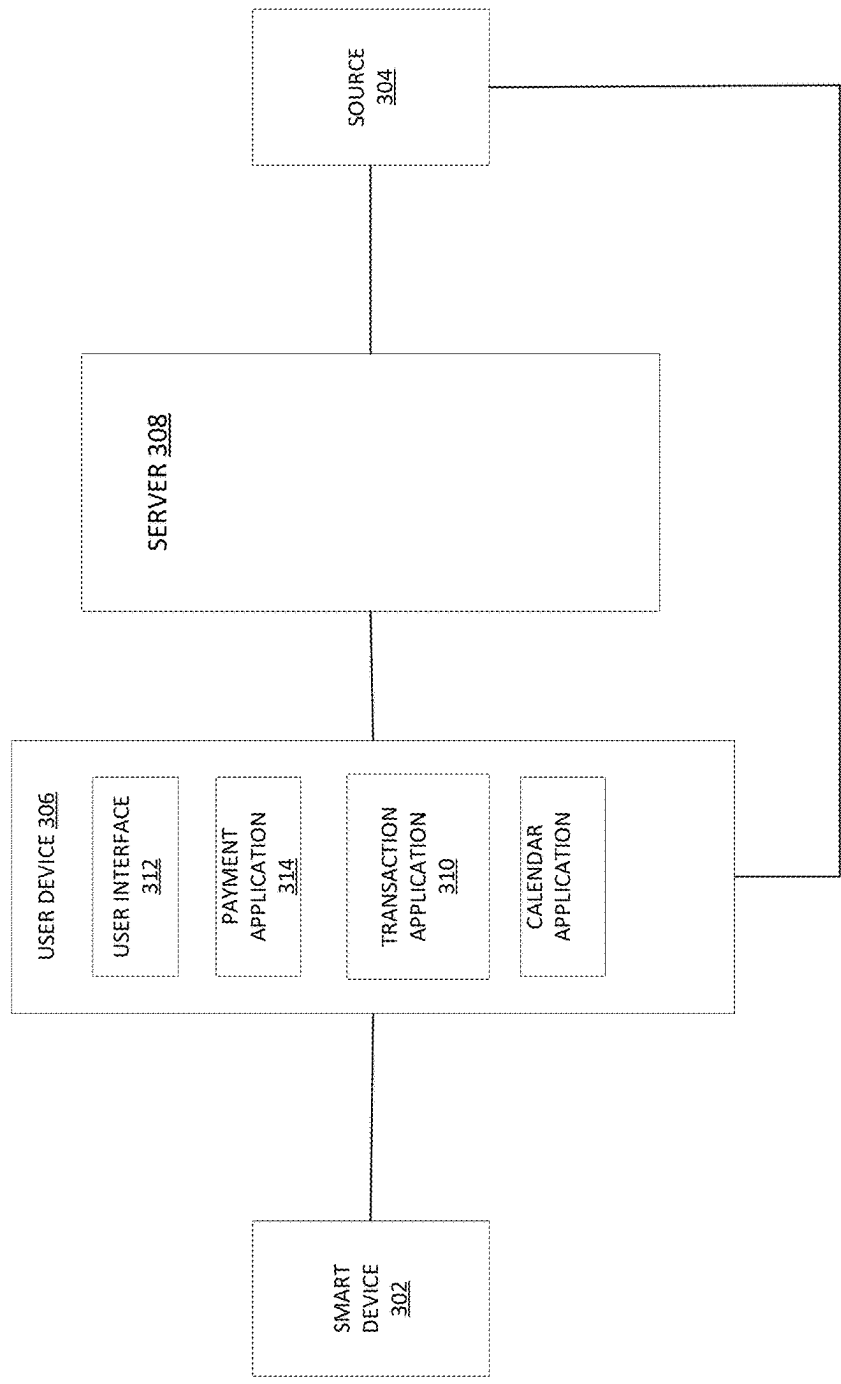 SMART
DEVICE
302
USER DEVICE 306
USER INTERFACE
312
PAYMENT
APPLICATION
314
TRANSACTION
APPLICATION
310
CALENDAR
APPLICATION
SERVER 308
SOURCE
304